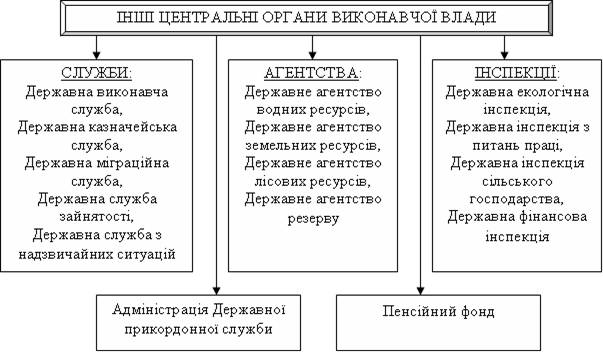 ІНШІ ЦЕНТРАЛЬНІ ОРГАНИ ВИКОНАВЧОЇ ВЛАДИ
СЛУЖБИ:
Державна виконавча
служба,
Державна казначейська
служба,
Державна міграційна
служба,
Державна служба
зайнятості,
Державна служба з
надзвичайних ситуацій
АГЕНТСТВА:
Державне агентство
водних ресурсів,
Державне агентство
земельних ресурсів,
Державне агентство
лісових ресурсів,
Державне агентство
резерву
ІНСПЕКЦІЇ:
Державна екологічна
інспекція,
Державна інспекція з
питань праці,
Державна інспекція
сільського
господарства,
Державна фінансова
інспекція
Адміністрація Державної
прикордонної служби
Пенсійний фонд